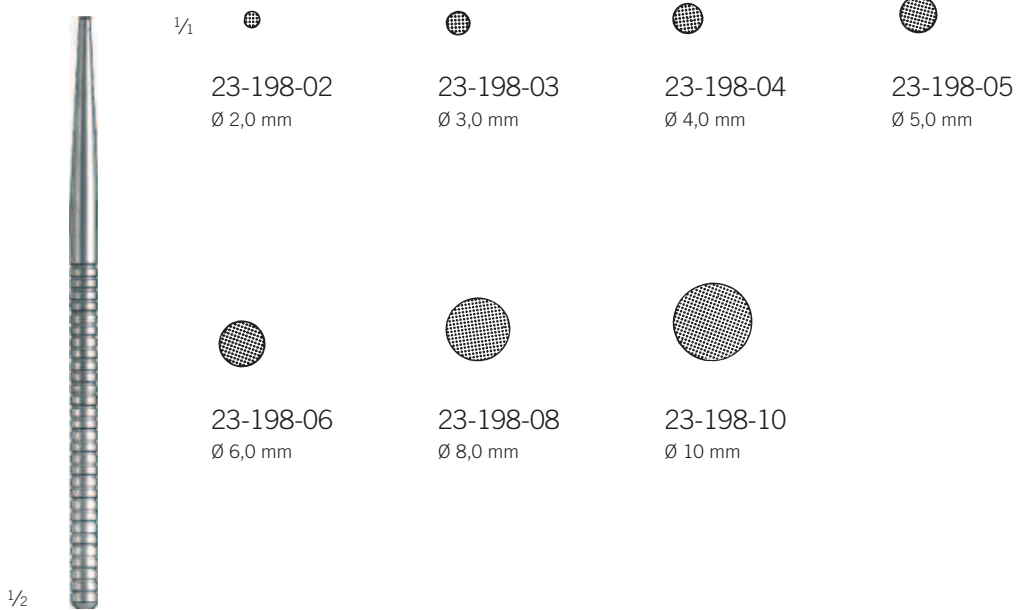 1/1
23-198-02
Ø 2,0 mm
23-198-03
Ø 3,0 mm
23-198-04
Ø 4,0 mm
23-198-05
Ø 5,0 mm
23-198-06
Ø 6,0 mm
23-198-08
Ø 8,0 mm
23-198-10
Ø 10 mm
1/2